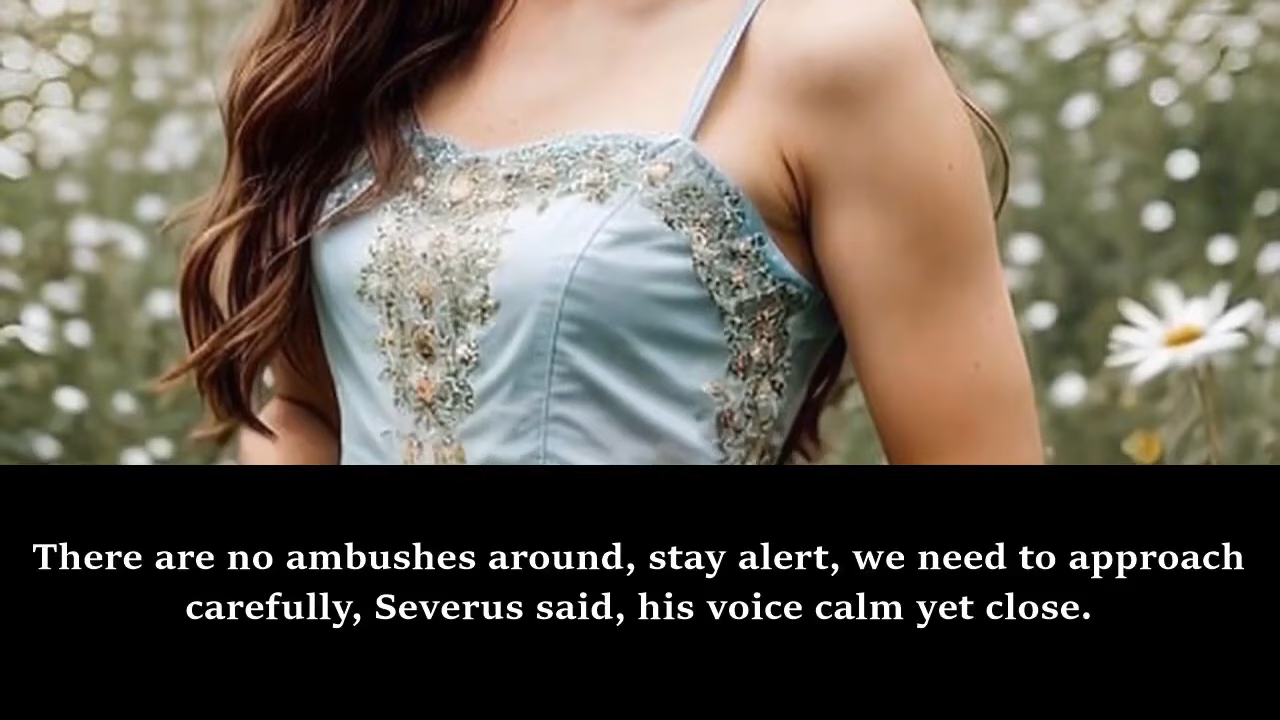 There are no ambushes around, stay alert, we need to approach
carefully, Severus said, his voice calm yet close.